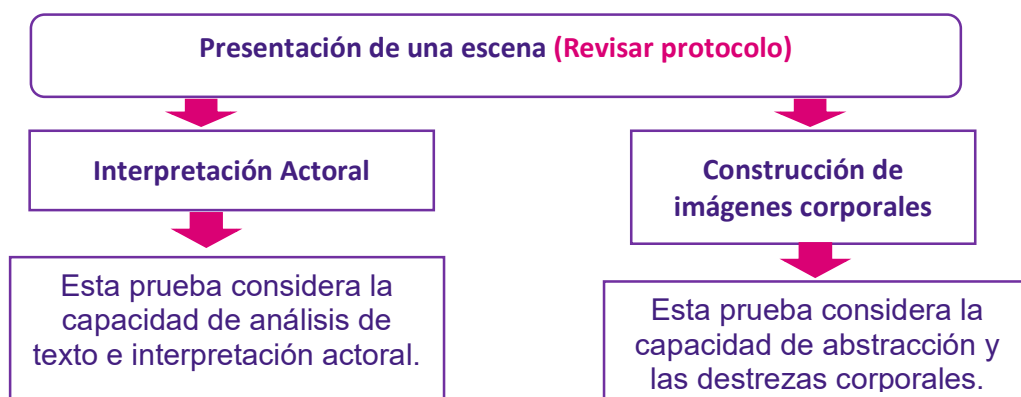 Presentación de una escena (Revisar protocolo)
Interpretación Actoral
Esta prueba considera la
capacidad de análisis de
texto e interpretación actoral.
Construcción de
imágenes corporales
Esta prueba considera la
capacidad de abstracción y
las destrezas corporales.